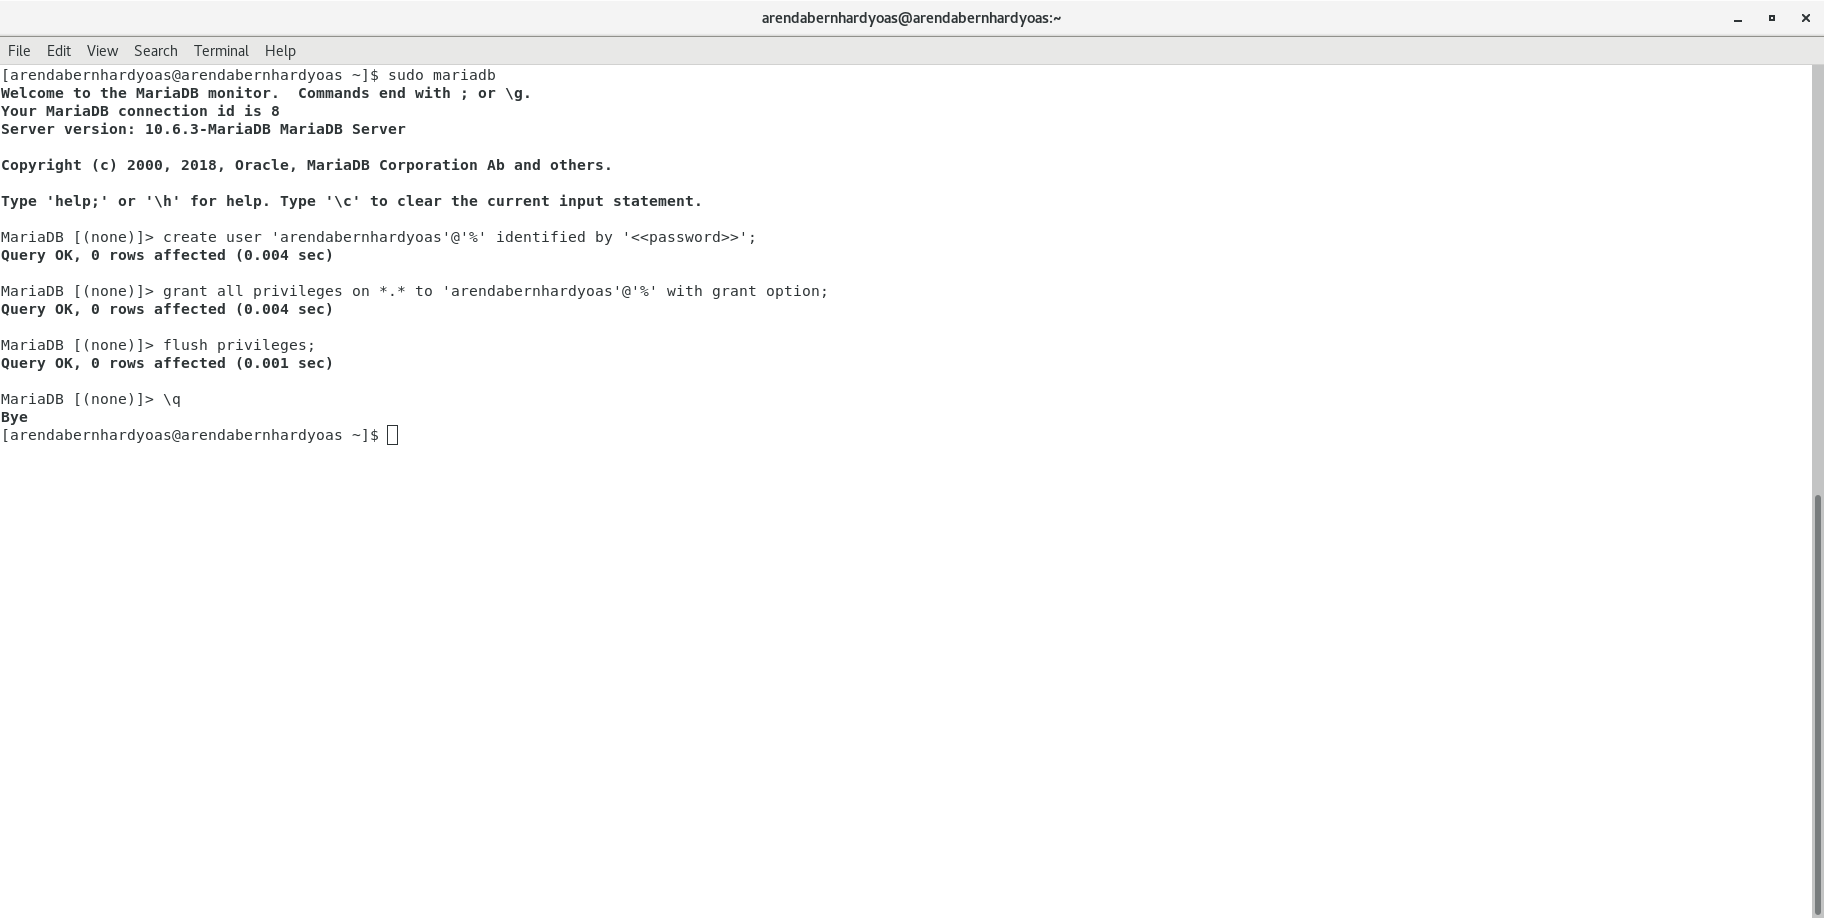 arendabernhardyoas@arendabernhardyoas:~
File Edit View Search Terminal Help
[arendabernhardyoas@arendabernhardyoas ~]$ sudo mariadb
Welcome to the MariaDB monitor.  Commands end with ; or \g.
Your MariaDB connection id is 8
Server version: 10.6.3-MariaDB MariaDB Server
Copyright (c) 2000, 2018, Oracle, MariaDB Corporation Ab and others.
Type 'help;' or '\h' for help. Type '\c' to clear the current input statement.
MariaDB [(none)]> create user 'arendabernhardyoas'@'%' identified by '<<password>>';
Query OK, 0 rows affected (0.004 sec)
MariaDB [(none)]> grant all privileges on *.* to 'arendabernhardyoas'@'%' with grant option;
Query OK, 0 rows affected (0.004 sec)
MariaDB [(none)]> flush privileges;
Query OK, 0 rows affected (0.001 sec)
MariaDB [(none)]> \q
Bye
[arendabernhardyoas@arendabernhardyoas ~]$